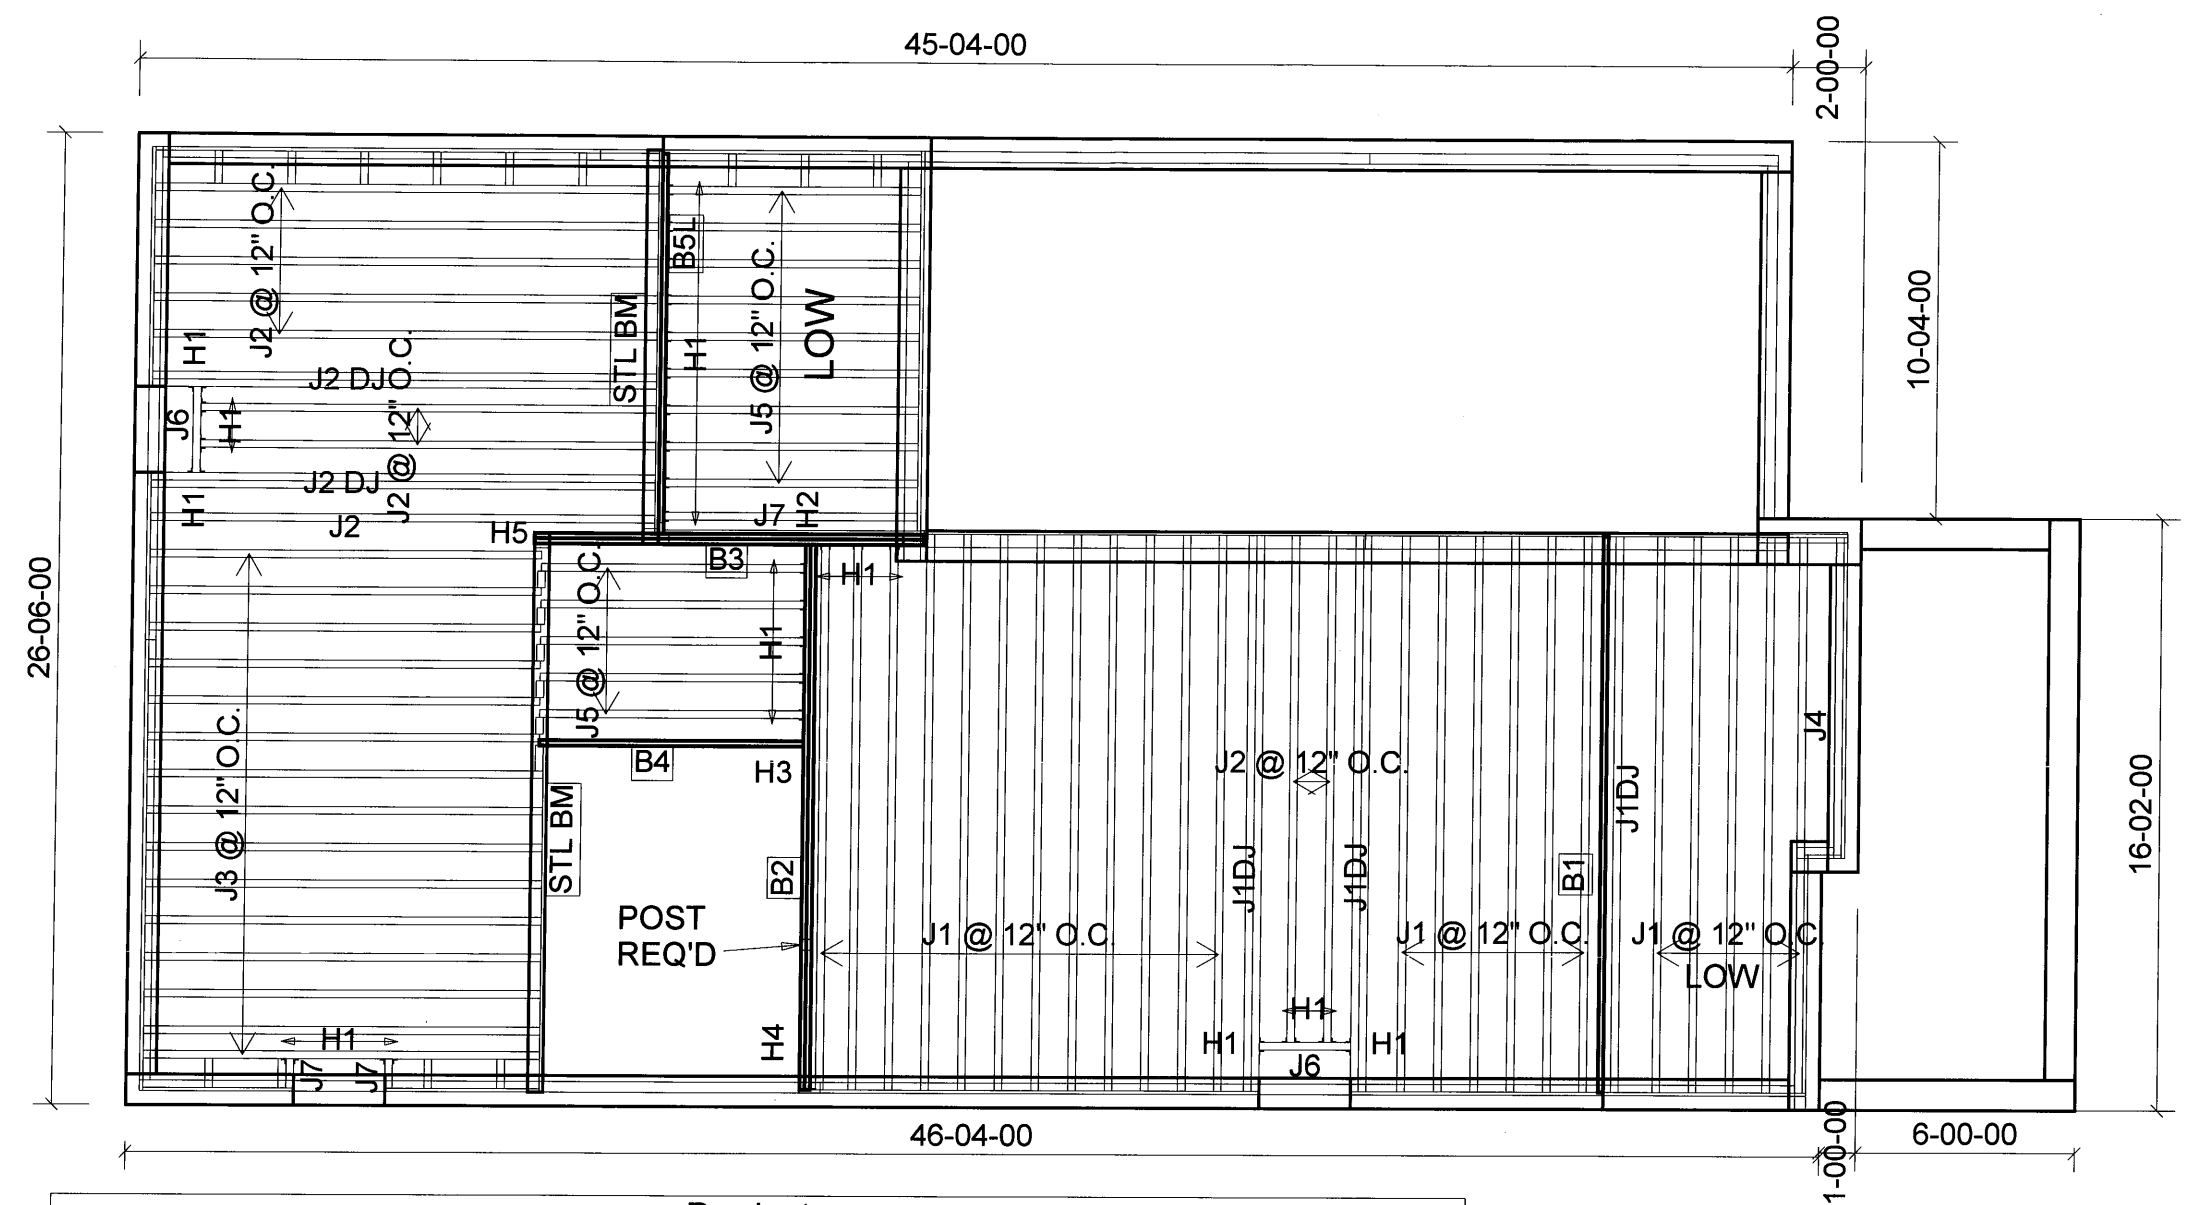 45-04-00
2-00-00
J2 @ 12" O.C.
B5L
J5 @ 12" O.C.
LOW
STL BM
H1
H1
10-04-00
J2 DJ
J2 @ 12" O.C.
J6
H1
J2 DJ
H1
J2
H5
J7
H2
B3
H1
26-06-00
J5 @ 12" O.C.
H1
J3 @ 12" O.C.
B4
H3
J2 @ 12" O.C.
J4
J1DJ
STL BM
B2
J1DJ
J1DJ
B1
16-02-00
POST
REQ'D
J1 @ 12" O.C.
J1 @ 12" O.C.
J1 @ 12" O.C.
LOW
H1
H4
H1
H1
H1
J6
J7
J7
46-04-00
1-00-00
6-00-00